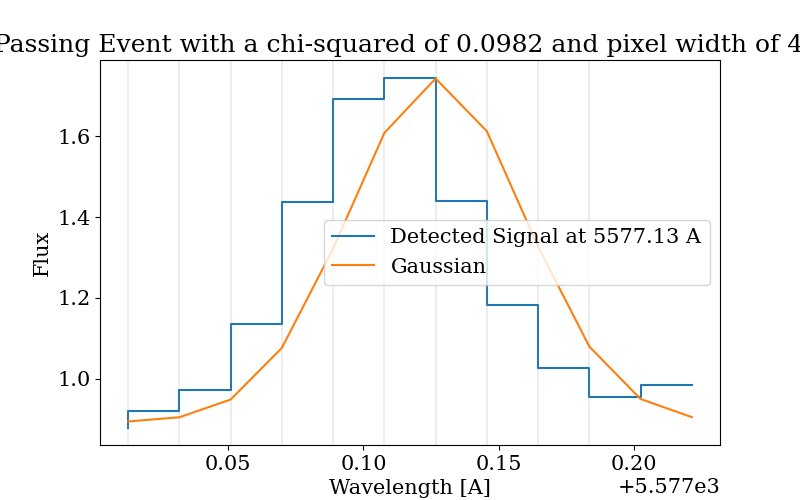 Passing Event with a chi-squared of 0.0982 and pixel width of 4
1.6
1.4
1.2
1.0
Flux
Detected Signal at 5577.13 A
Gaussian
0.05 0.10 0.15 0.20
Wavelength [A]
+5.577e3